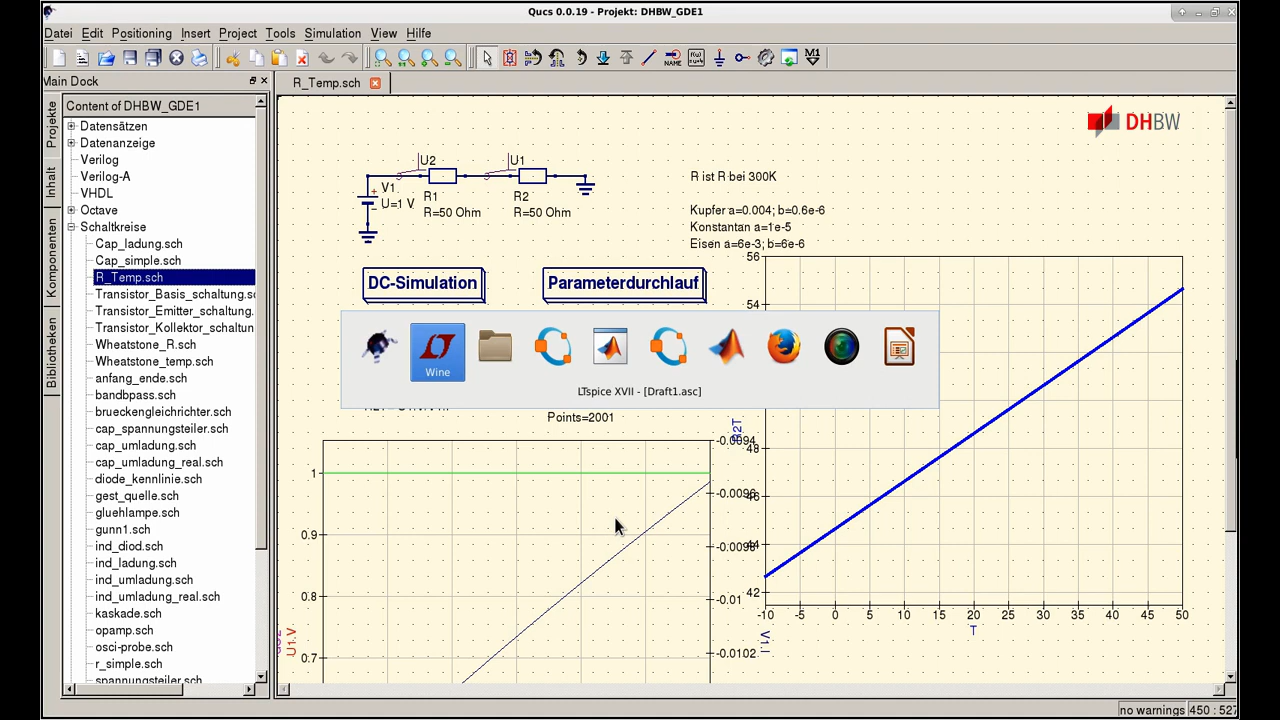 Qucs 0.0.19 - Projekt: DHBW_GDE1
Datei Edit Positioning Insert Project Tools Simulation View Hilfe
NAME
M1
Main Dock
R_Temp.sch
Projekte
Inhalt
Komponenten
Bibliotheken
Content of DHBW_GDE1
Datensätzen
Datenanzeige
Verilog
Verilog-A
VHDL
Octave
Schaltkreise
Cap_ladung.sch
Cap_simple.sch
R_Temp.sch
Transistor_Basis_schaltung.sc
Transistor_Emitter_schaltung.
Transistor_Kollektor_schaltun
Wheatstone_R.sch
Wheatstone_temp.sch
anfang_ende.sch
bandbpass.sch
brueckengleichrichter.sch
cap_spannungsteiler.sch
cap_umladung.sch
cap_umladung_real.sch
diode_kennlinie.sch
gest_quelle.sch
gluehlampe.sch
gunn1.sch
ind_diod.sch
ind_ladung.sch
ind_umladung.sch
ind_umladung_real.sch
kaskade.sch
opamp.sch
osci-probe.sch
r_simple.sch
spannungsteiler.sch
DHBW
U2
U1
V1
U=1 V
R1
R=50 Ohm
R2
R=50 Ohm
R ist R bei 300K
Kupfer a=0.004; b=0.6e-6
Konstantan a=1e-5
Eisen a=6e-3; b=6e-6
DC-Simulation
Parameterdurchlauf
Wine
LTspice XVII - [Draft1.asc]
Points=2001
1
0.9
0.8
0.7
U1.V
-0.0094
-0.0096
-0.0098
-0.01
-0.0102
V1.I
R2T
56
54
48
46
44
42
-10 -5 0 5 10 15 20 25 30 35 40 45 50
T
no warnings 450 : 527